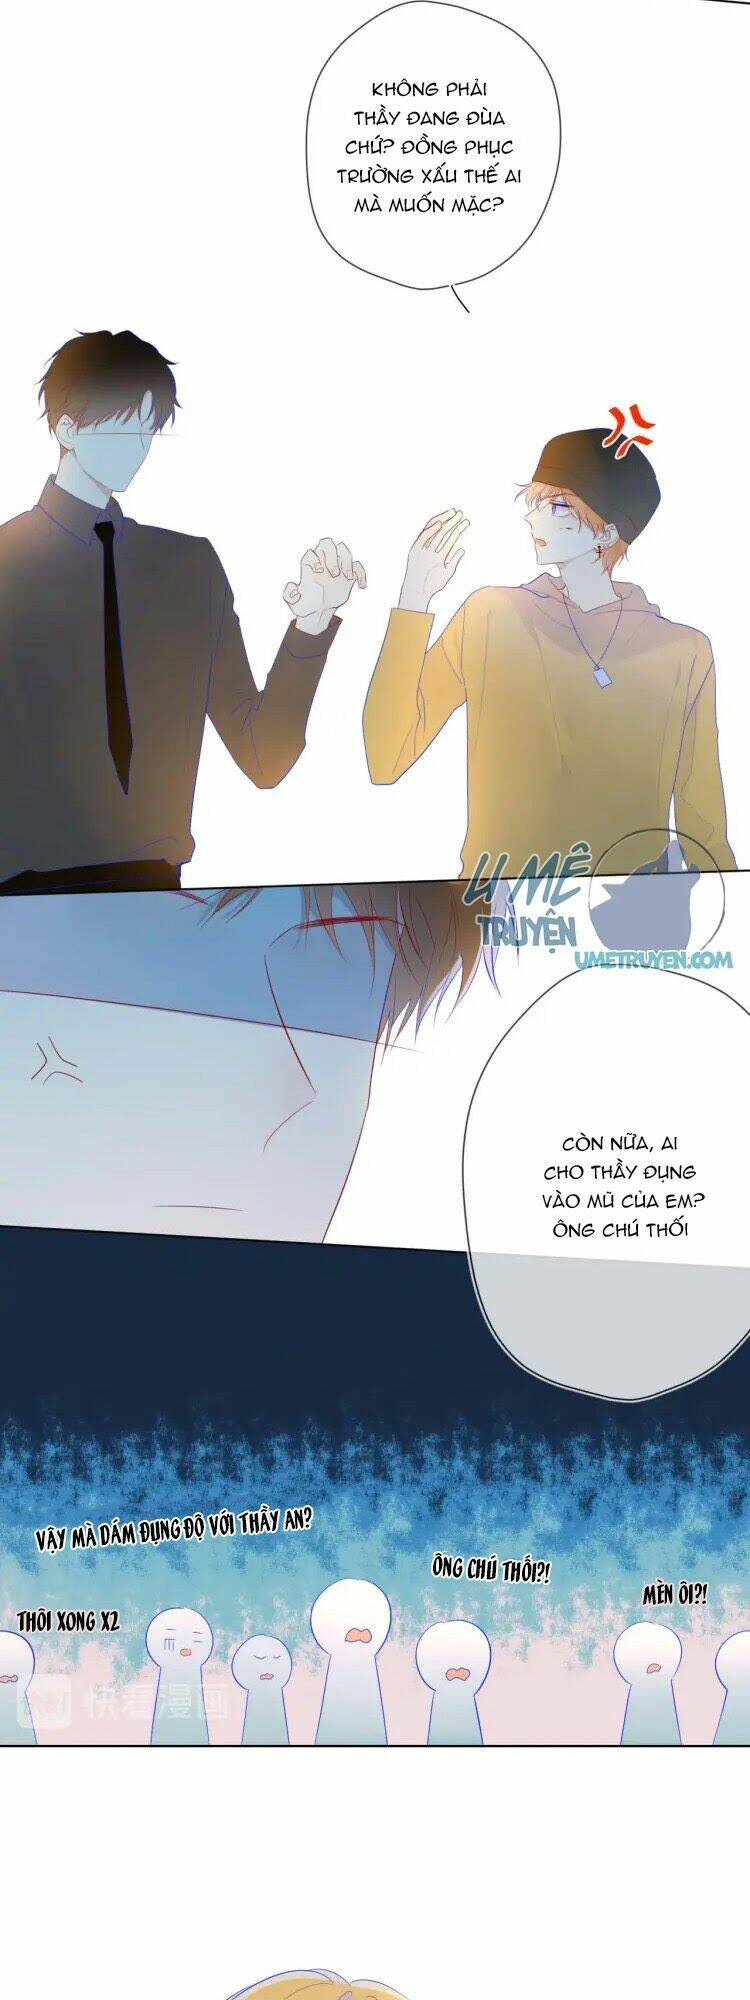 KHÔNG PHẢI
THẦY ĐANG ĐÙA
CHỨ? ĐỒNG PHỤC
TRƯỜNG XẤU THẾ AI
MÀ MUỐN MẶC?
U MÊ
TRUYỆN
UMETRUYEN.COM
CÒN NỮA, AI
CHO THẦY ĐỤNG
VÀO MŨ CỦA EM?
ÔNG CHÚ THỐI
VẬY MÀ DÁM ĐỤNG ĐỘ VỚI THẦY AN?
ÔNG CHÚ THỐI?!
MÈN ÔI?!
THÔI XONG X2
快看漫画